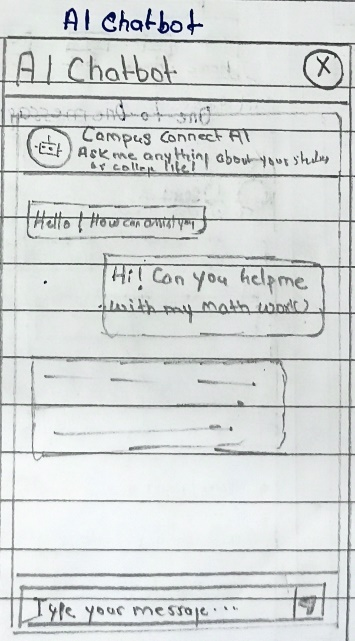 AI Chatbot
AI Chatbot X
Campus Connect AI
Ask me anything about your studies
or college life!
Hello! How can assist you
Hi! Can you help me
with my math work
Type your message...